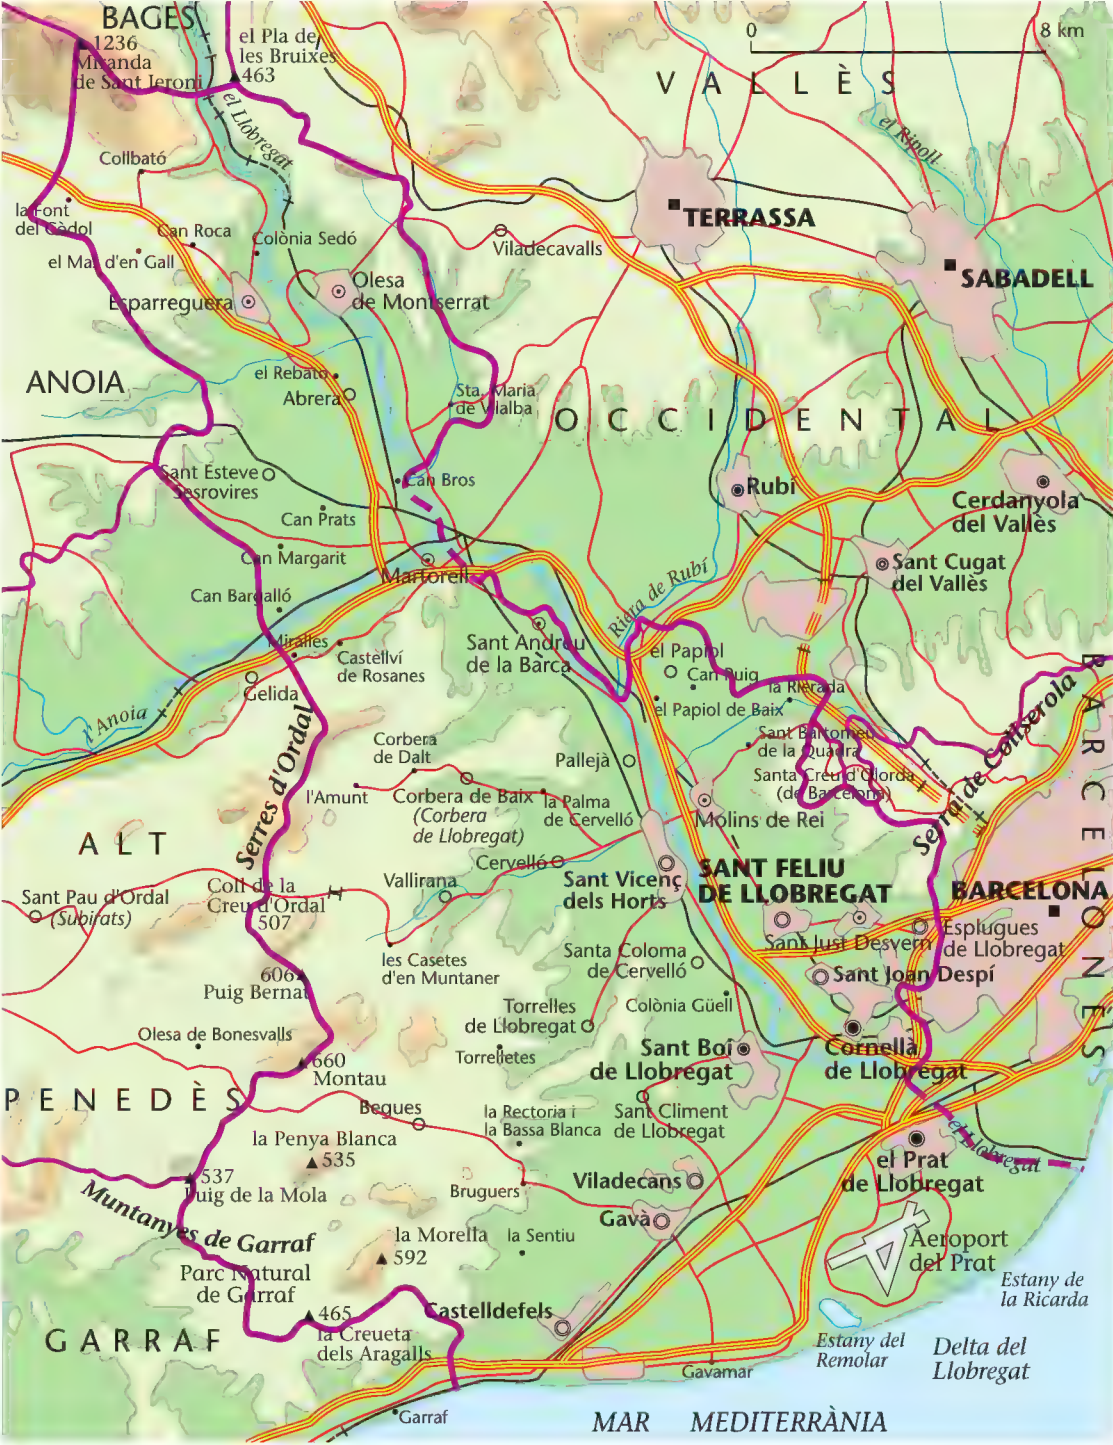 BAGES
1236
Miranda
de Sant Jeroni
el Pla de
les Bruixes
463
0
8 km
VALLÈS
el Llobregat
el Ripoll
Collbató
la Font
del Còdol
Can Roca
Colònia Sedó
el Mas d'en Gall
Esparreguera
Olesa
de Montserrat
Viladecavalls
TERRASSA
SABADELL
ANOIA
el Rebato
Abrera
Sta. Maria
de Vilalba
OCCIDENTAL
Sant Esteve
Sesrovires
Can Bros
Rubí
Cerdanyola
del Vallès
Can Prats
Can Margarit
Martorell
Sant Cugat
del Vallès
Can Bargalló
Riera de Rubí
Miralles
Castellví
de Rosanes
Sant Andreu
de la Barca
el Papiol
Can Puig
la Rierada
Gelida
el Papiol de Baix
l'Anoia
Serres d'Ordal
Corbera
de Dalt
Pallejà
Sant Bartomeu
de la Quadra
Santa Creu d'Olorda
(de Barcelona)
Serra de Collserola
BARCELONÈS
l'Amunt
Corbera de Baix
(Corbera
de Llobregat)
la Palma
de Cervelló
Molins de Rei
ALT
Cervelló
Vallirana
Sant Vicenç
dels Horts
SANT FELIU
DE LLOBREGAT
BARCELONA
Sant Pau d'Ordal
(Subirats)
Coll de la
Creu d'Ordal
507
Sant Just Desvern
Esplugues
de Llobregat
les Casetes
d'en Muntaner
Santa Coloma
de Cervelló
Sant Joan Despí
606
Puig Bernat
Colònia Güell
Torrelles
de Llobregat
Olesa de Bonesvalls
Torrelletes
Sant Boi
de Llobregat
Cornellà
de Llobregat
660
Montau
PENEDÈS
Begues
la Rectoria i
la Bassa Blanca
Sant Climent
de Llobregat
el Llobregat
la Penya Blanca
535
537
Puig de la Mola
Bruguers
Viladecans
el Prat
de Llobregat
Muntanyes de Garraf
Gavà
la Morella
592
la Sentiu
Aeroport
del Prat
Parc Natural
de Garraf
Estany de
la Ricarda
465
la Creueta
dels Aragalls
Castelldefels
GARRAF
Estany del
Remolar
Delta del
Llobregat
Gavamar
Garraf
MAR MEDITERRÀNIA